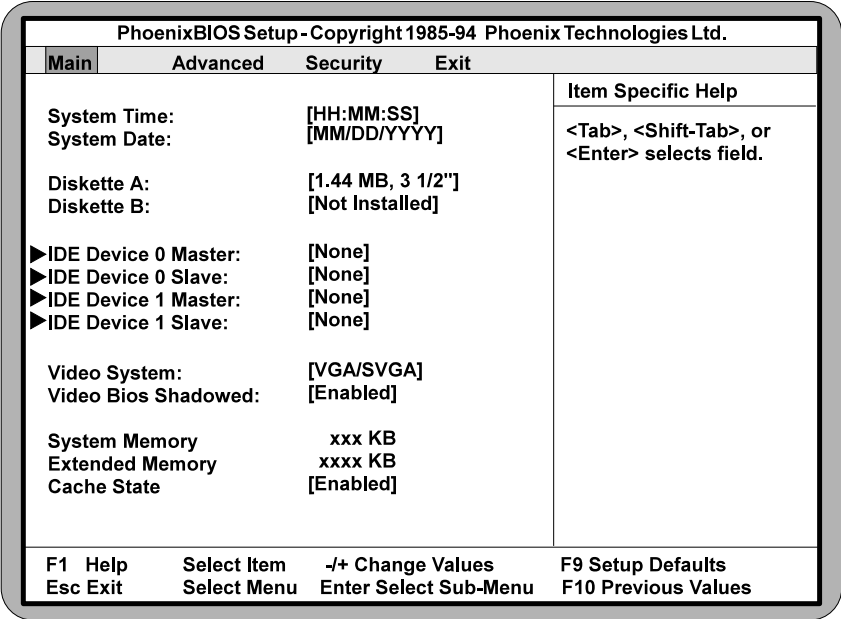 PhoenixBIOS Setup - Copyright 1985-94 Phoenix Technologies Ltd.
Main Advanced Security Exit
Item Specific Help
System Time: [HH:MM:SS]
System Date: [MM/DD/YYYY]
<Tab>, <Shift-Tab>, or
<Enter> selects field.
Diskette A: [1.44 MB, 3 1/2"]
Diskette B: [Not Installed]
IDE Device 0 Master: [None]
IDE Device 0 Slave: [None]
IDE Device 1 Master: [None]
IDE Device 1 Slave: [None]
Video System: [VGA/SVGA]
Video Bios Shadowed: [Enabled]
System Memory xxx KB
Extended Memory xxxx KB
Cache State [Enabled]
F1 Help Select Item -/+ Change Values F9 Setup Defaults
Esc Exit Select Menu Enter Select Sub-Menu F10 Previous Values